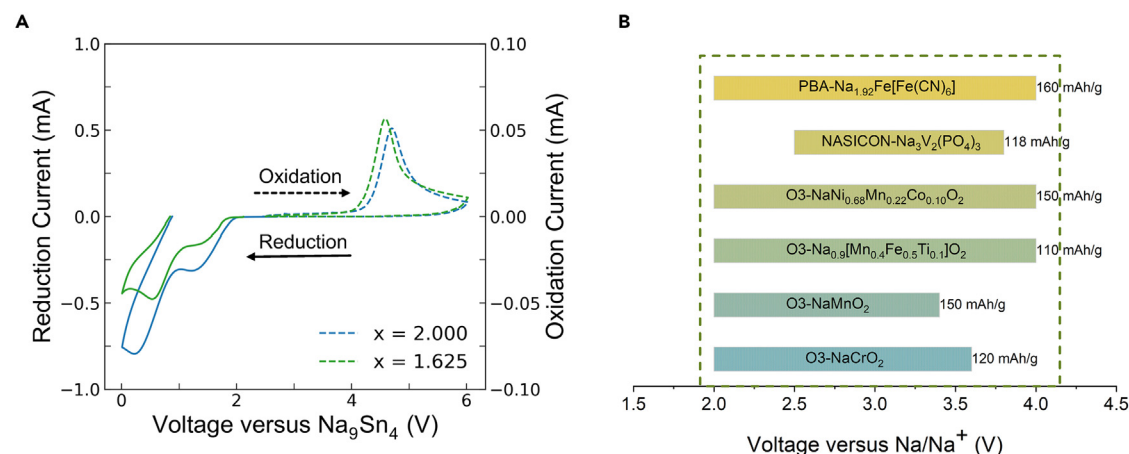 A
Reduction Current (mA)
1.0
0.5
0.0
−0.5
−1.0
0.10
0.05
0.00
−0.05
−0.10
Oxidation Current (mA)
Oxidation
Reduction
x = 2.000
x = 1.625
0 2 4 6
Voltage versus Na₉Sn₄ (V)
B
PBA-Na₁.₉₂Fe[Fe(CN)₆] 160 mAh/g
NASICON-Na₃V₂(PO₄)₃ 118 mAh/g
O3-NaNi₀.₆₈Mn₀.₂₂Co₀.₁₀O₂ 150 mAh/g
O3-Na₀.₉[Mn₀.₄Fe₀.₅Ti₀.₁]O₂ 110 mAh/g
O3-NaMnO₂ 150 mAh/g
O3-NaCrO₂ 120 mAh/g
1.5 2.0 2.5 3.0 3.5 4.0 4.5
Voltage versus Na/Na⁺ (V)